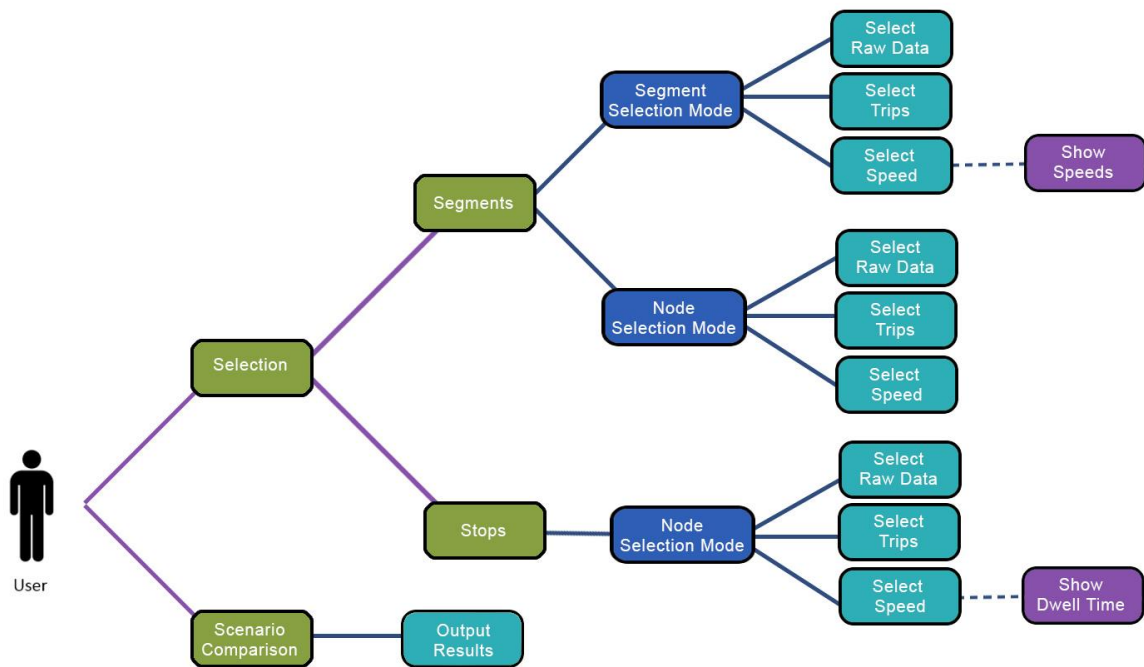 Select
Raw Data
Segment
Selection Mode
Select
Trips
Select
Speed
Show
Speeds
Segments
Select
Raw Data
Node
Selection Mode
Select
Trips
Select
Speed
Selection
User
Select
Raw Data
Stops
Node
Selection Mode
Select
Trips
Select
Speed
Show
Dwell Time
Scenario
Comparison
Output
Results